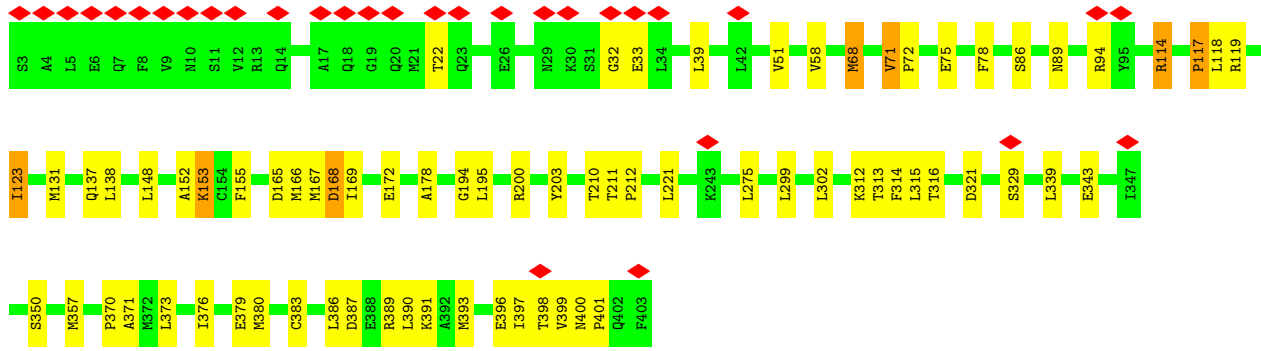 S3 A4 L5 E6 Q7 F8 V9 N10 S11 V12 R13 Q14 A17 Q18 G19 Q20 M21 T22 Q23 E26 N29 K30 S31 G32 E33 L34 L39 L42 V51 V58 M68 V71 P72 E75 F78 S86 N89 R94 Y95 R114 P117 L118 R119
I123 M131 Q137 L138 L148 A152 K153 C154 F155 D165 M166 M167 D168 I169 E172 A178 G194 L195 R200 Y203 T210 T211 P212 L221 K243 L275 L299 L302 K312 T313 F314 L315 T316 D321 S329 L339 E343 I347
S350 M357 P370 A371 M372 L373 I376 E379 M380 C383 L386 D387 E388 R389 L390 K391 A392 M393 E396 I397 T398 V399 N400 P401 Q402 F403